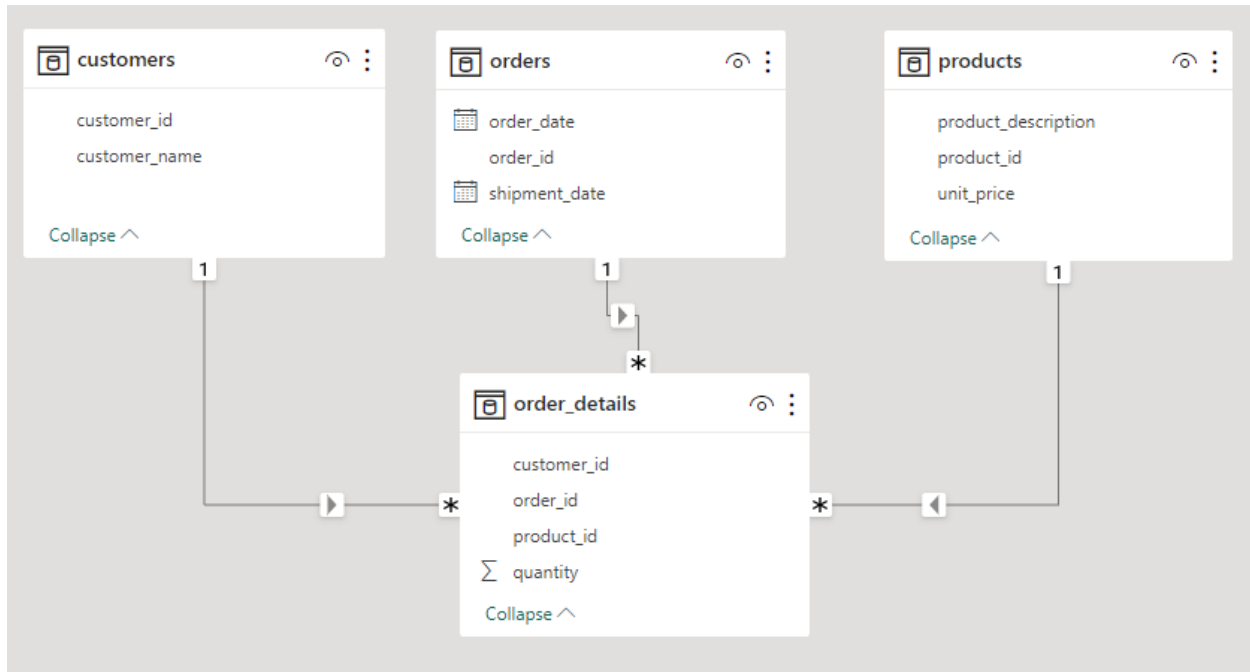 customers
customer_id
customer_name
Collapse
1
orders
order_date
order_id
shipment_date
Collapse
1
products
product_description
product_id
unit_price
Collapse
1
*
order_details
customer_id
order_id
product_id
Σ quantity
Collapse
*
*